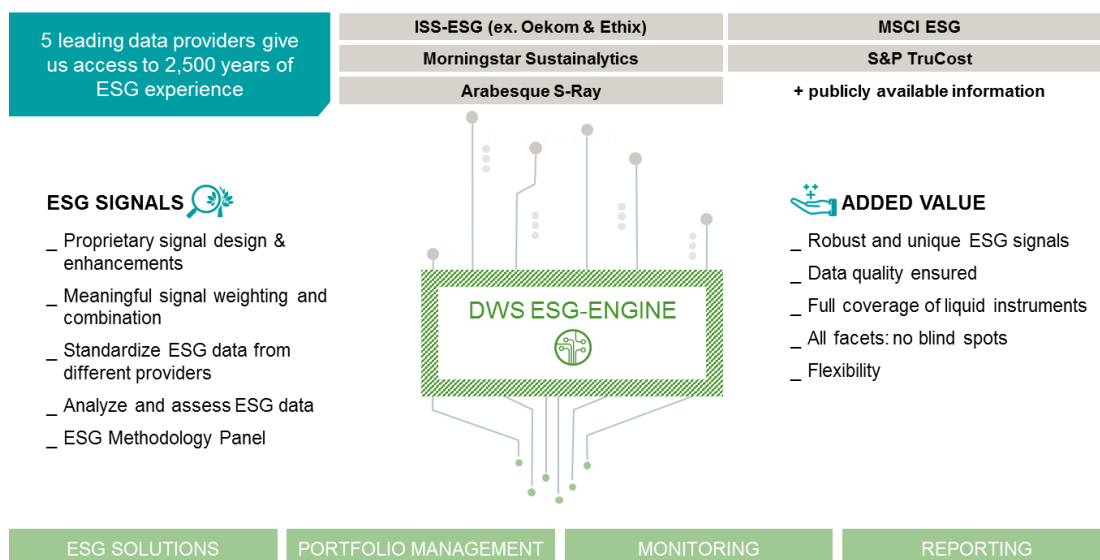 5 leading data providers give
us access to 2,500 years of
ESG experience
ISS-ESG (ex. Oekom & Ethix)
MSCI ESG
Morningstar Sustainalytics
S&P TruCost
Arabesque S-Ray
+ publicly available information
ESG SIGNALS
_ Proprietary signal design &
enhancements
_ Meaningful signal weighting and
combination
_ Standardize ESG data from
different providers
_ Analyze and assess ESG data
_ ESG Methodology Panel
DWS ESG-ENGINE
ADDED VALUE
_ Robust and unique ESG signals
_ Data quality ensured
_ Full coverage of liquid instruments
_ All facets: no blind spots
_ Flexibility
ESG SOLUTIONS
PORTFOLIO MANAGEMENT
MONITORING
REPORTING